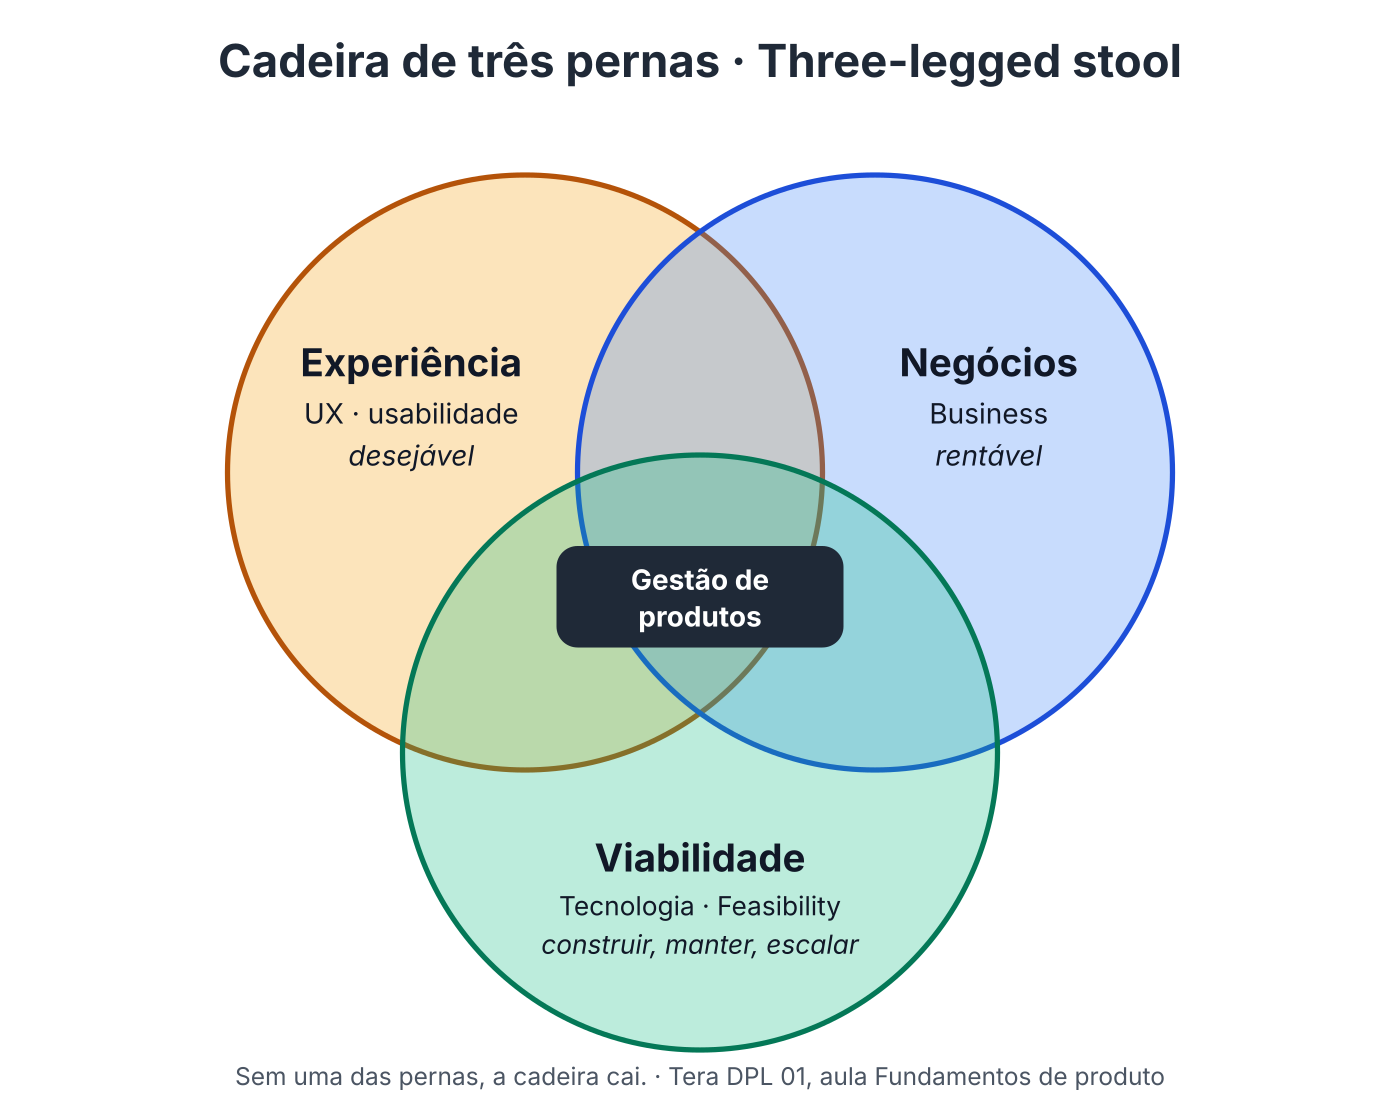 Cadeira de três pernas · Three-legged stool
Experiência
UX · usabilidade
desejável
Negócios
Business
rentável
Gestão de
produtos
Viabilidade
Tecnologia · Feasibility
construir, manter, escalar
Sem uma das pernas, a cadeira cai. · Tera DPL 01, aula Fundamentos de produto